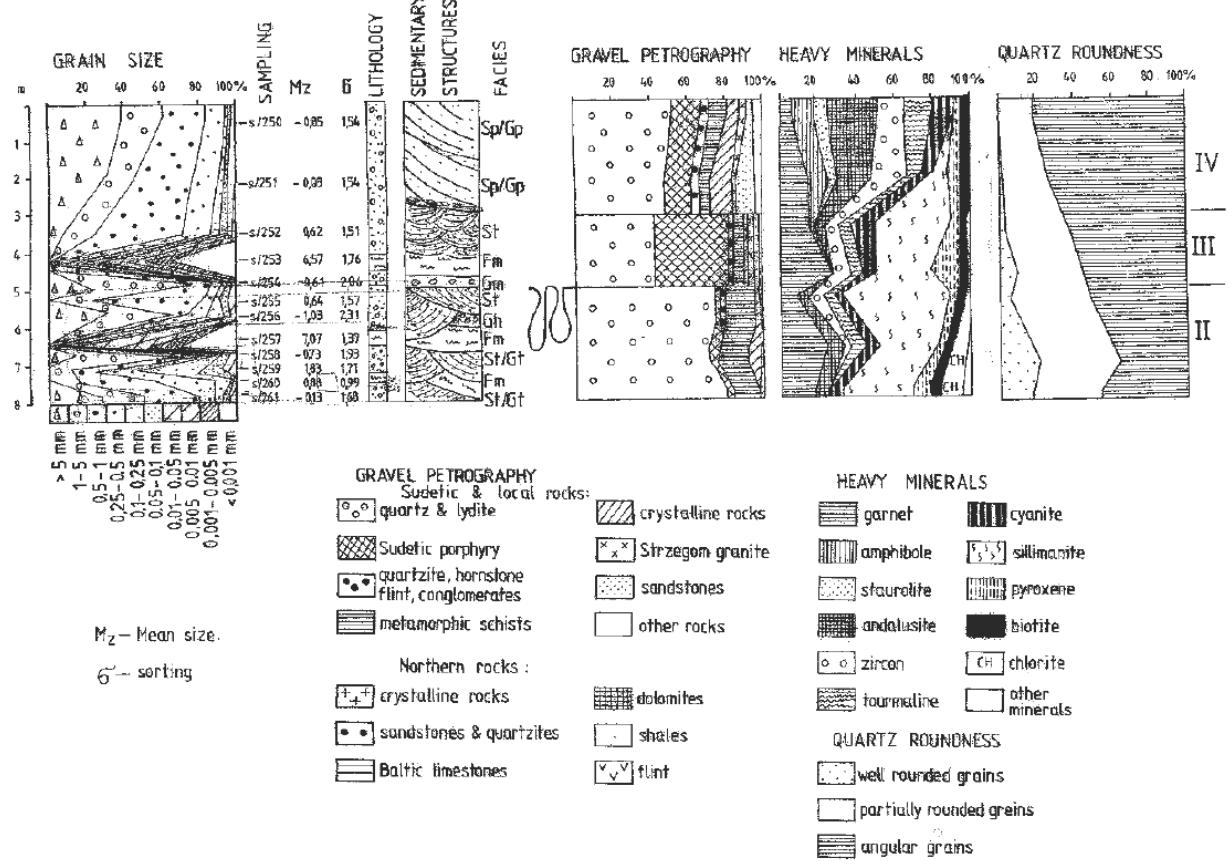 GRAIN SIZE
SAMPLING
Mz
б
LITHOLOGY
SEDIMENTARY
STRUCTURES
FACIES
GRAVEL PETROGRAPHY
HEAVY MINERALS
QUARTZ ROUNDNESS
m
20 40 60 80 100%
20 40 60 80 100%
20 40 60 80 100%
20 40 60 80 100%
1
2
3
4
5
6
7
8
s/250 - 0,85 1,54 Sp/Gp
s/251 1,54 Sp/Gp
s/252 0,62 1,51 St
s/253 6,57 1,76 Fm
s/254 -0,61 2,06 Gm
s/255 0,64 1,57 St
s/256 -1,03 2,31 Gh
s/257 7,07 1,37 Fm
s/258 -0,73 1,93 St/Gt
s/259 1,83 1,71
s/260 0,88 0,99 Fm
s/261 -0,13 1,68 St/Gt
IV
III
II
CH
CH
> 5 mm
1-5 mm
0,5-1 mm
0,25-0,5 mm
0,1-0,25 mm
0,05-0,1 mm
0,01-0,05 mm
0,005 0,01 mm
0,001-0,005 mm
<0,001 mm
Mz - Mean size.
б - sorting
GRAVEL PETROGRAPHY
Sudetic & local rocks:
quartz & lydite
Sudetic porphyry
quartzite, hornstone
flint, conglomerates
metamorphic schists
crystalline rocks
Strzegom granite
sandstones
other rocks
Northern rocks :
crystalline rocks
sandstones & quartzites
Baltic limestones
dolomites
shales
flint
HEAVY MINERALS
garnet
amphibole
staurolite
andalusite
zircon
tourmaline
cyanite
sillimanite
pyroxene
biotite
CH chlorite
other
minerals
QUARTZ ROUNDNESS
well rounded grains
partially rounded greins
angular grains